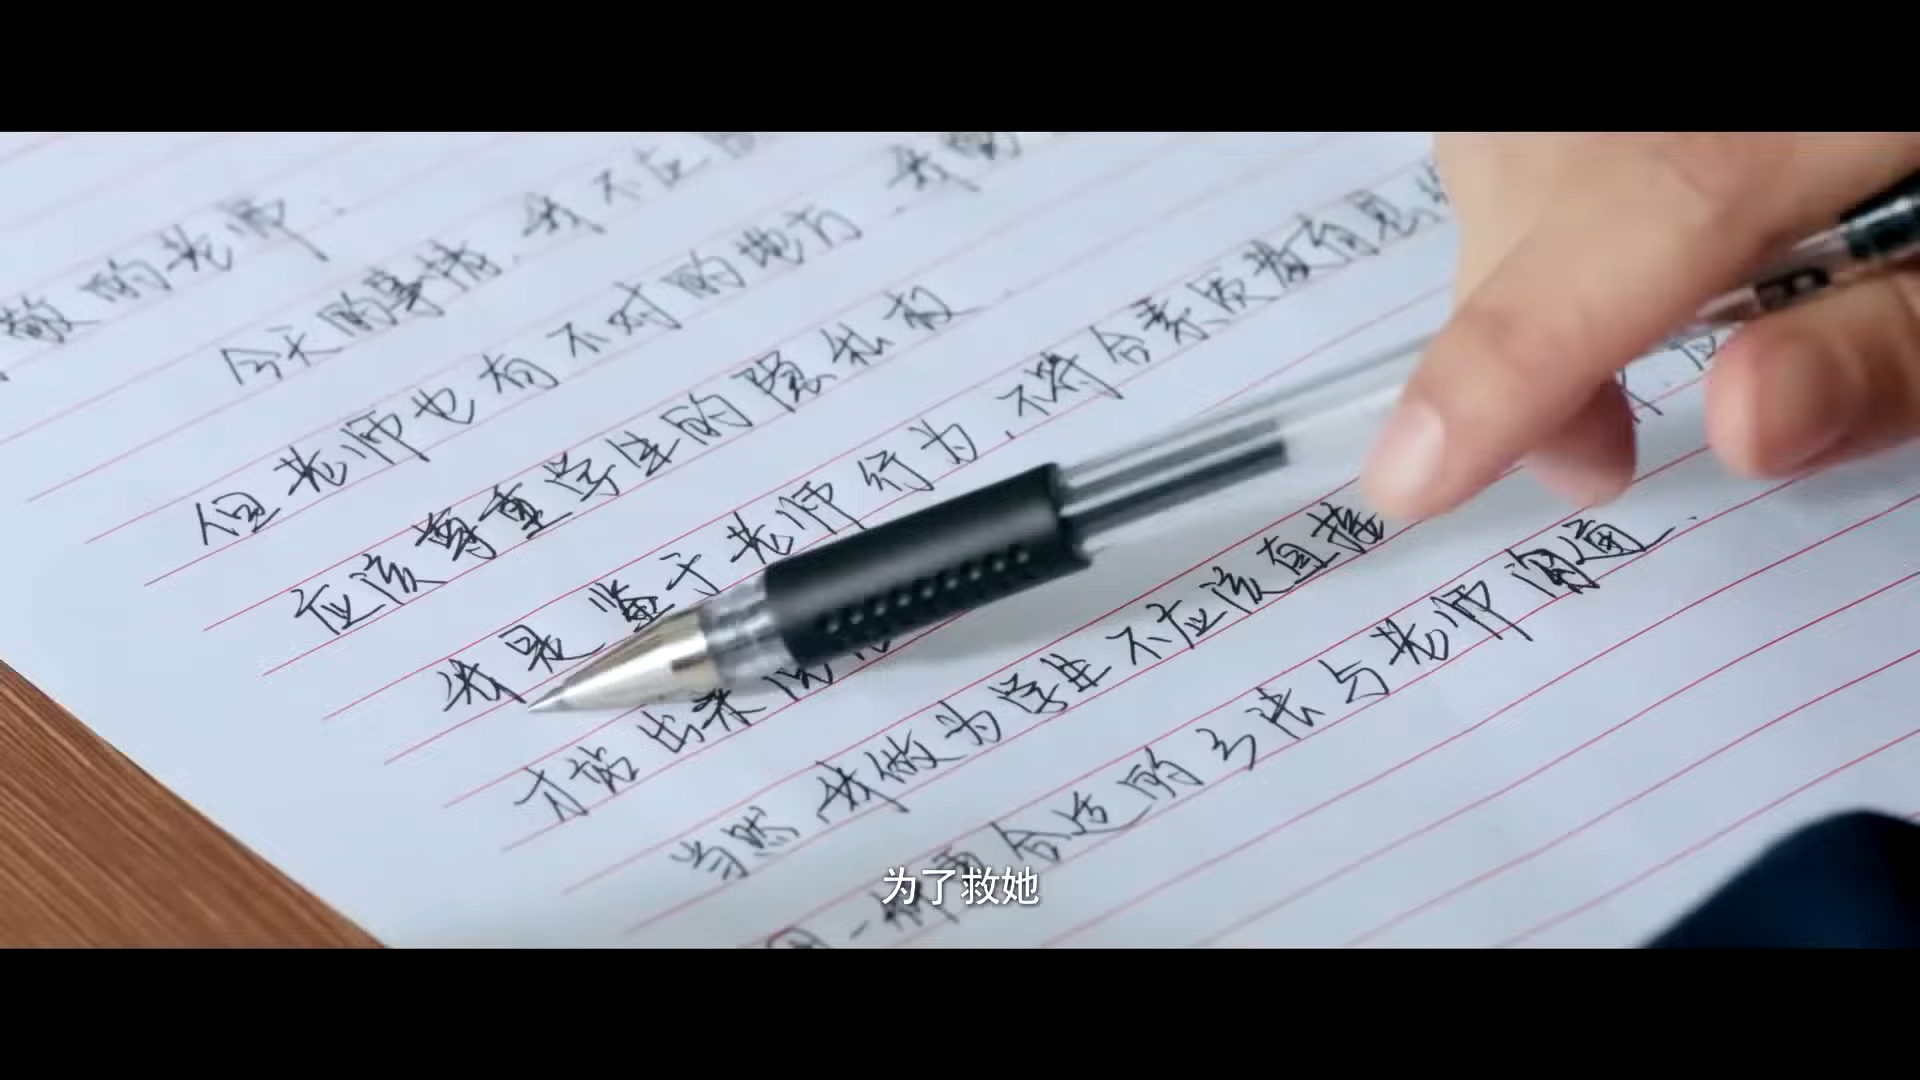 敬的老师.
今天的事情,我不应
但老师也有不对的地方.我的
应该尊重学生的隐私权.
我是鉴于老师行为,不符合素质教育思
才站出来
当然,我做为学生不应该直接
用一种更合适的方法与老师沟通.
为了救她